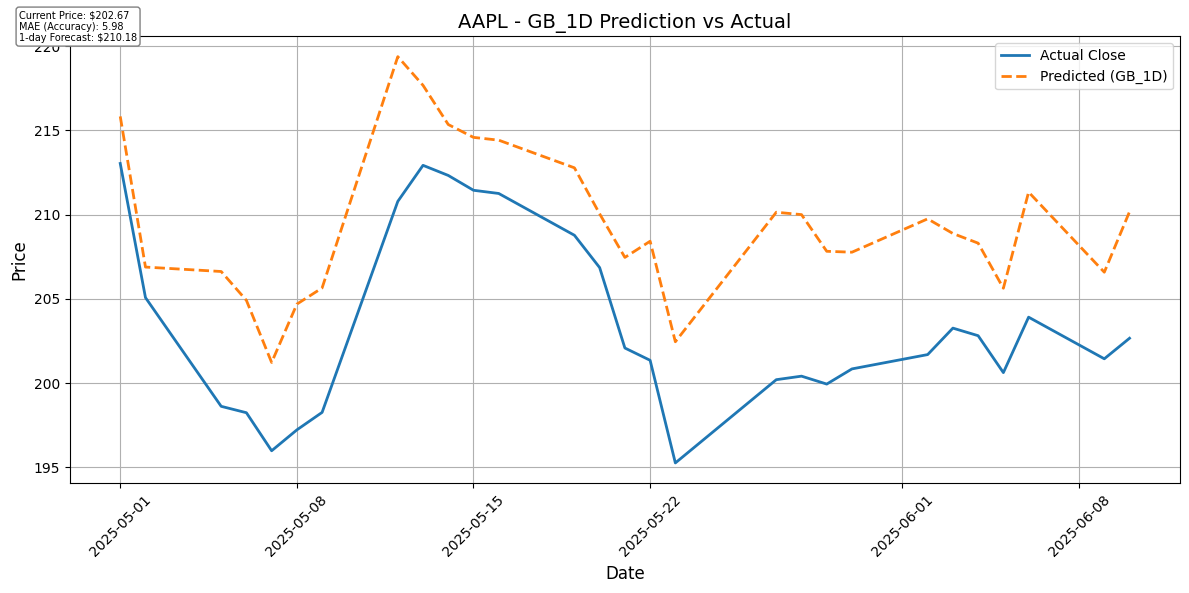 Current Price: $202.67
MAE (Accuracy): 5.98
1-day Forecast: $210.18
AAPL - GB_1D Prediction vs Actual
Actual Close
Predicted (GB_1D)
Price
220
215
210
205
200
195
2025-05-01
2025-05-08
2025-05-15
2025-05-22
2025-06-01
2025-06-08
Date